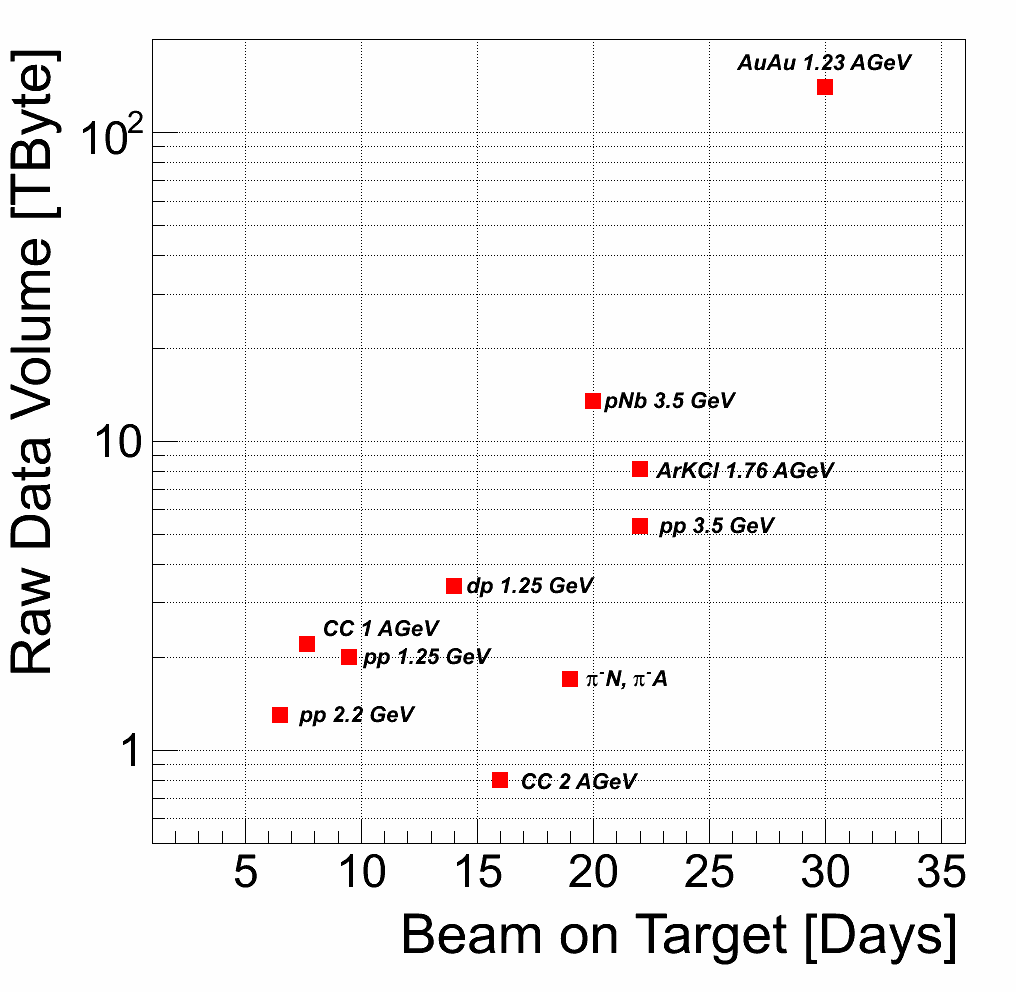 Raw Data Volume [TByte]
10²
10
1
AuAu 1.23 AGeV
pNb 3.5 GeV
ArKCl 1.76 AGeV
pp 3.5 GeV
dp 1.25 GeV
CC 1 AGeV
pp 1.25 GeV
π⁻N, π⁻A
pp 2.2 GeV
CC 2 AGeV
5 10 15 20 25 30 35
Beam on Target [Days]